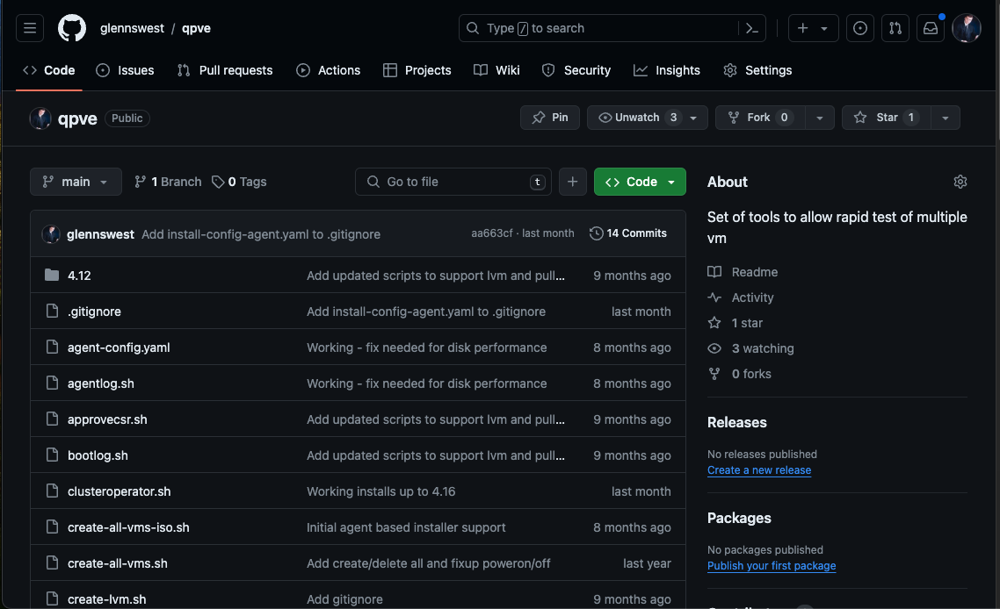 glennswest / qpve
Type / to search
Code
Issues
Pull requests
Actions
Projects
Wiki
Security
Insights
Settings
qpve Public
Pin
Unwatch 3
Fork 0
Star 1
main
1 Branch
0 Tags
Go to file t
Code
glennswest Add install-config-agent.yaml to .gitignore aa663cf · last month 14 Commits
4.12 Add updated scripts to support lvm and pull... 9 months ago
.gitignore Add install-config-agent.yaml to .gitignore last month
agent-config.yaml Working - fix needed for disk performance 8 months ago
agentlog.sh Working - fix needed for disk performance 8 months ago
approvecsr.sh Add updated scripts to support lvm and pull... 9 months ago
bootlog.sh Add updated scripts to support lvm and pull... 9 months ago
clusteroperator.sh Working installs up to 4.16 last month
create-all-vms-iso.sh Initial agent based installer support 8 months ago
create-all-vms.sh Add create/delete all and fixup poweron/off last year
create-lvm.sh Add gitignore 9 months ago
About
Set of tools to allow rapid test of multiple
vm
Readme
Activity
1 star
3 watching
0 forks
Releases
No releases published
Create a new release
Packages
No packages published
Publish your first package